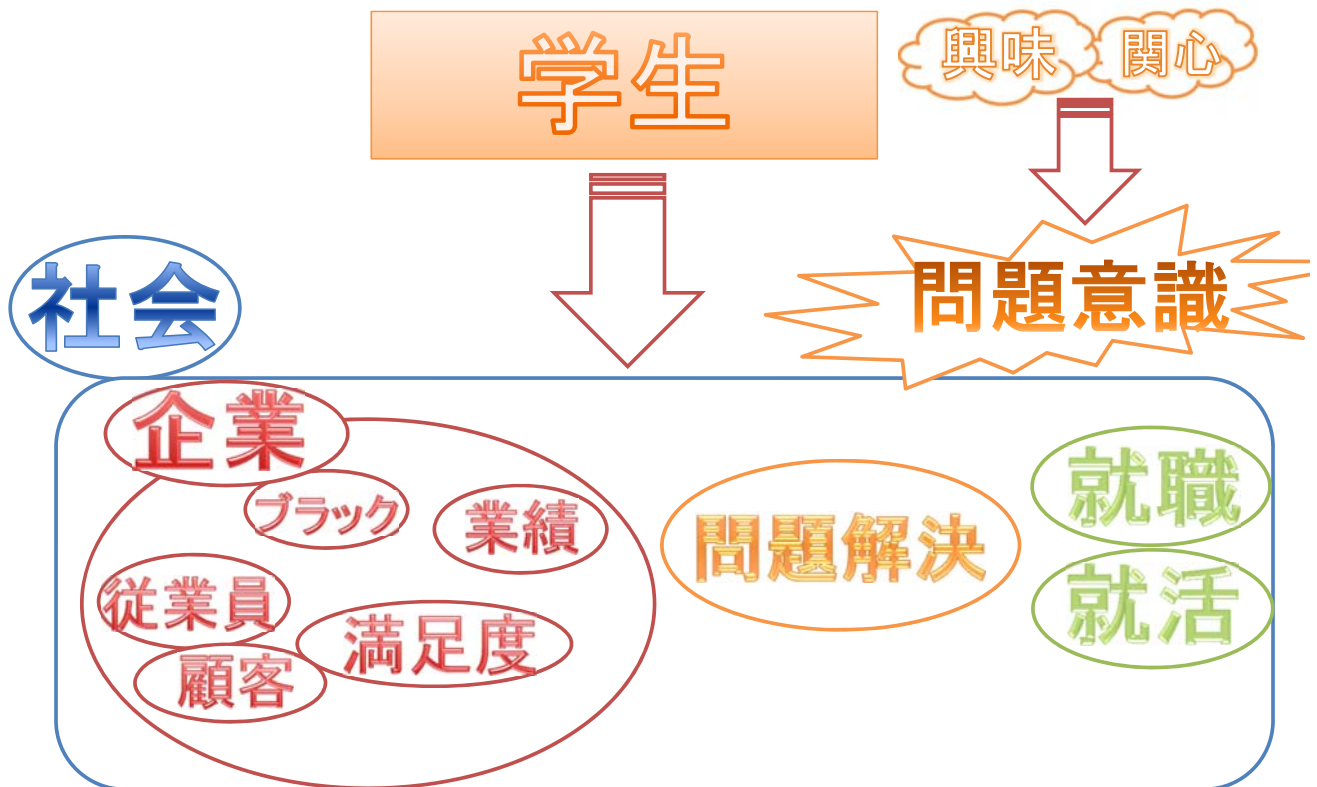 学生
興味
関心
社会
問題意識
企業
ブラック
業績
従業員
顧客
満足度
問題解決
就職
就活